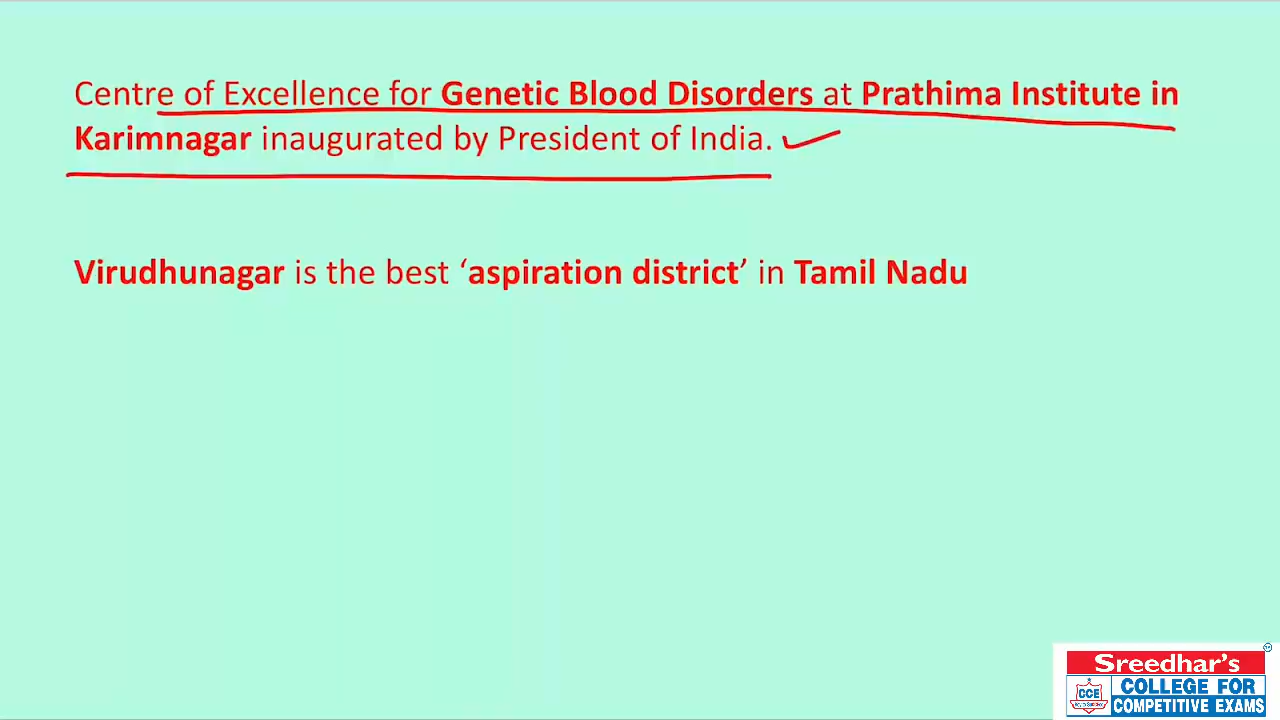 Centre of Excellence for Genetic Blood Disorders at Prathima Institute in
Karimnagar inaugurated by President of India.
Virudhunagar is the best ‘aspiration district’ in Tamil Nadu
Sreedhar's
CCE
COLLEGE FOR
COMPETITIVE EXAMS